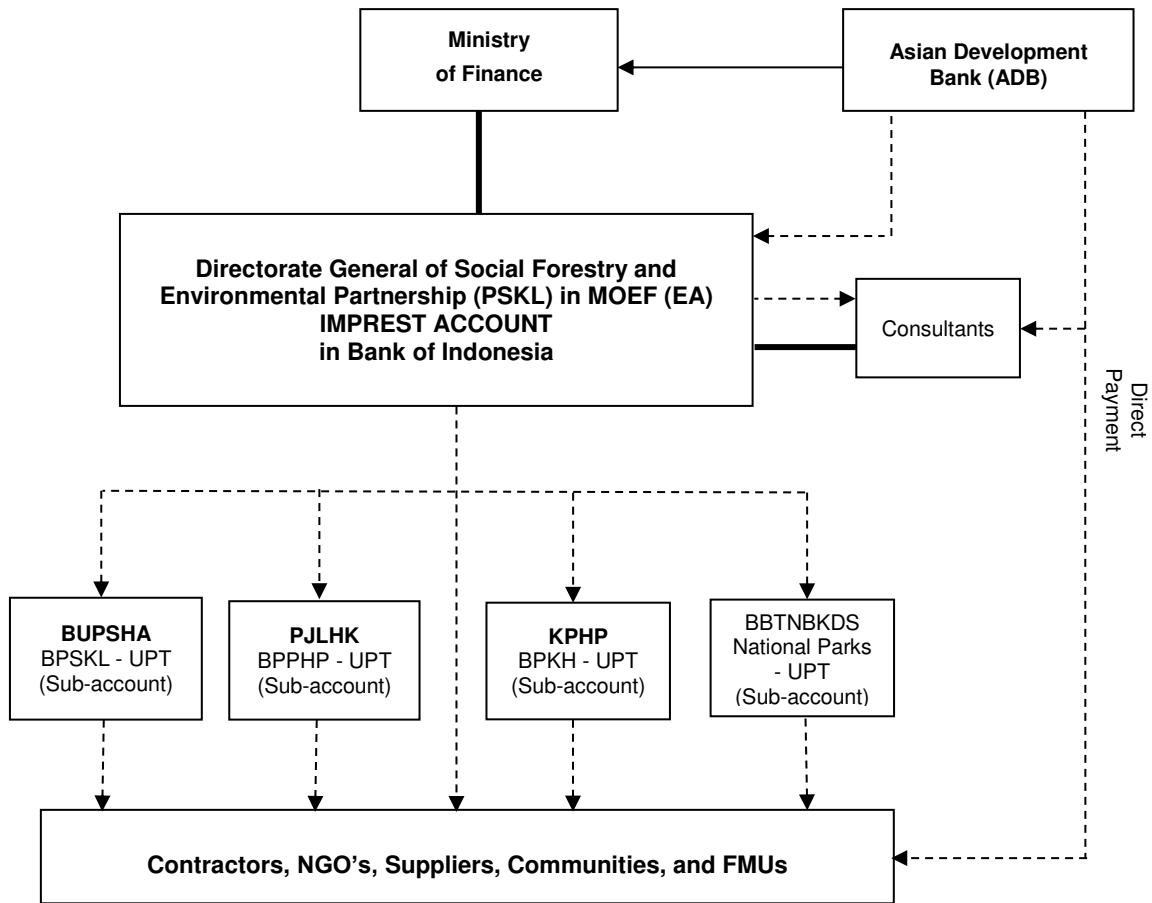 Ministry
of Finance
Asian Development
Bank (ADB)
Directorate General of Social Forestry and
Environmental Partnership (PSKL) in MOEF (EA)
IMPREST ACCOUNT
in Bank of Indonesia
Consultants
Direct
Payment
BUPSHA
BPSKL - UPT
(Sub-account)
PJLHK
BPPHP - UPT
(Sub-account)
KPHP
BPKH - UPT
(Sub-account)
BBTNBKDS
National Parks
- UPT
(Sub-account)
Contractors, NGO's, Suppliers, Communities, and FMUs